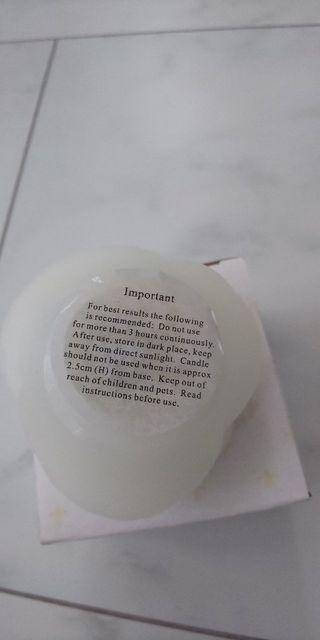 Important
For best results the following
is recommended: Do not use
for more than 3 hours continuously.
After use, store in dark place, keep
away from direct sunlight. Candle
should not be used when it is approx
2.5cm (H) from base. Keep out of
reach of children and pets. Read
instructions before use.